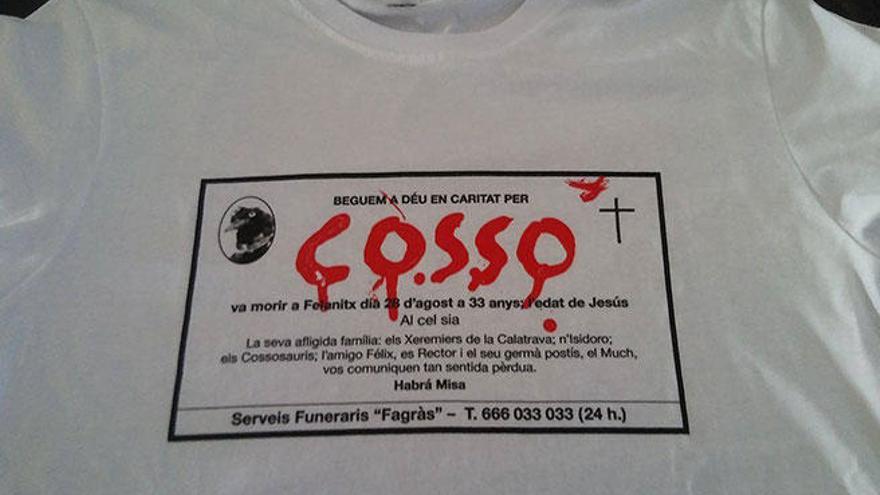 BEGUEM A DÉU EN CARITAT PER
COSSO
va morir a Felanitx dia 28 d'agost a 33 anys; l'edat de Jesús
Al cel sia
La seva afligida família: els Xeremiers de la Calatrava; n'Isidoro;
els Cossosauris; l'amigo Félix, es Rector i el seu germà postís, el Much,
vos comuniquen tan sentida pèrdua.
Habrá Misa
Serveis Funeraris "Fagràs" – T. 666 033 033 (24 h.)